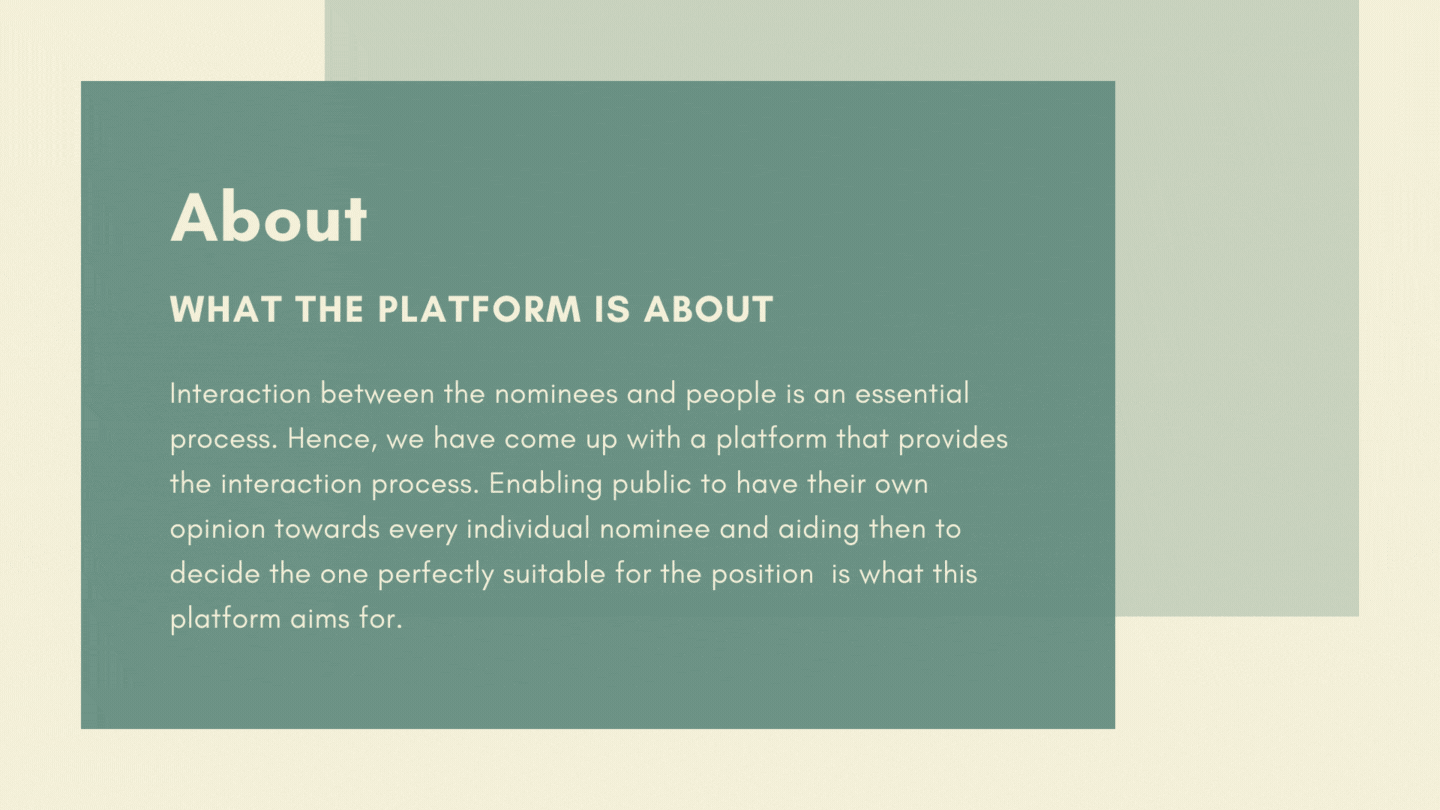 About
WHAT THE PLATFORM IS ABOUT
Interaction between the nominees and people is an essential
process. Hence, we have come up with a platform that provides
the interaction process. Enabling public to have their own
opinion towards every individual nominee and aiding then to
decide the one perfectly suitable for the position  is what this
platform aims for.